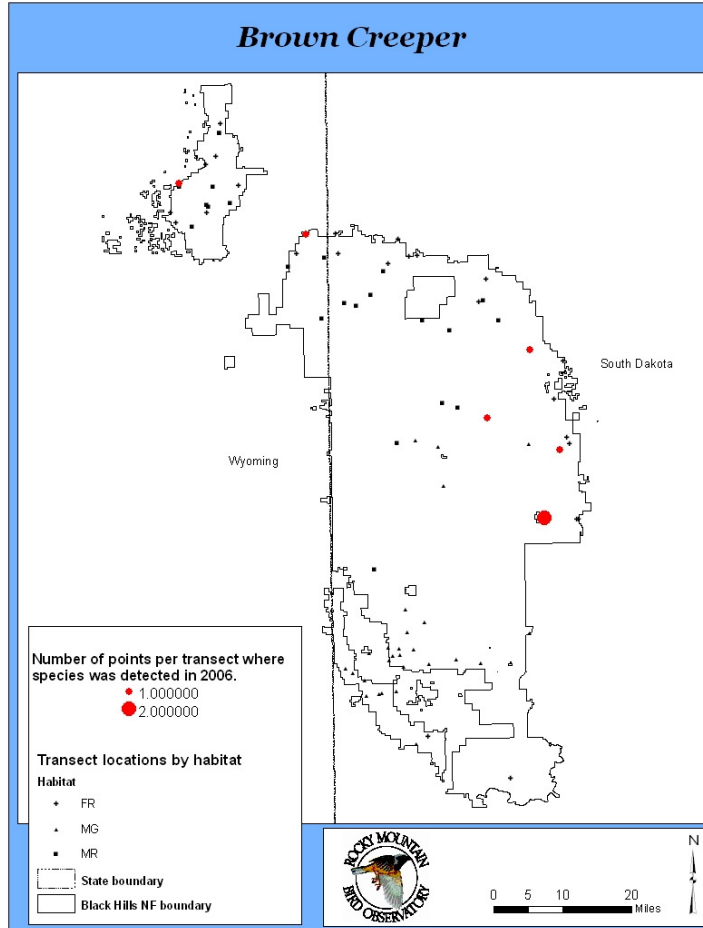 Brown Creeper
South Dakota
Wyoming
Number of points per transect where
species was detected in 2006.
1.000000
2.000000
Transect locations by habitat
Habitat
FR
MG
MR
State boundary
Black Hills NF boundary
ROCKY MOUNTAIN
BIRD OBSERVATORY
N
0 5 10 20
Miles